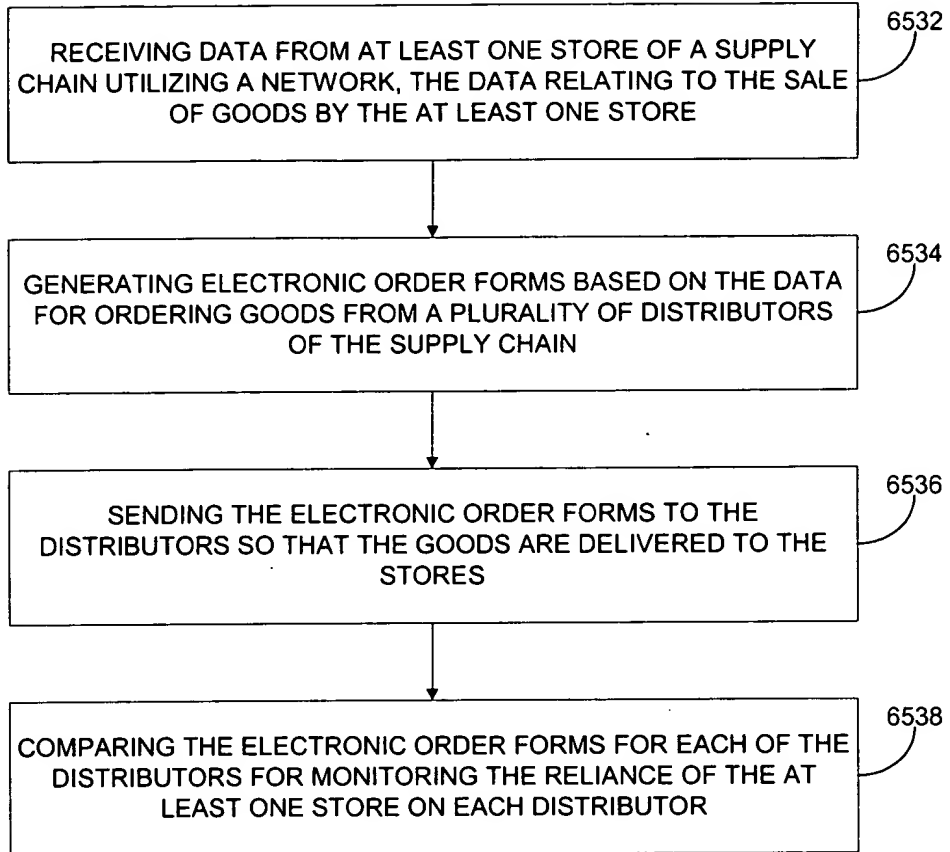 6532
RECEIVING DATA FROM AT LEAST ONE STORE OF A SUPPLY
CHAIN UTILIZING A NETWORK, THE DATA RELATING TO THE SALE
OF GOODS BY THE AT LEAST ONE STORE
6534
GENERATING ELECTRONIC ORDER FORMS BASED ON THE DATA
FOR ORDERING GOODS FROM A PLURALITY OF DISTRIBUTORS
OF THE SUPPLY CHAIN
6536
SENDING THE ELECTRONIC ORDER FORMS TO THE
DISTRIBUTORS SO THAT THE GOODS ARE DELIVERED TO THE
STORES
6538
COMPARING THE ELECTRONIC ORDER FORMS FOR EACH OF THE
DISTRIBUTORS FOR MONITORING THE RELIANCE OF THE AT
LEAST ONE STORE ON EACH DISTRIBUTOR